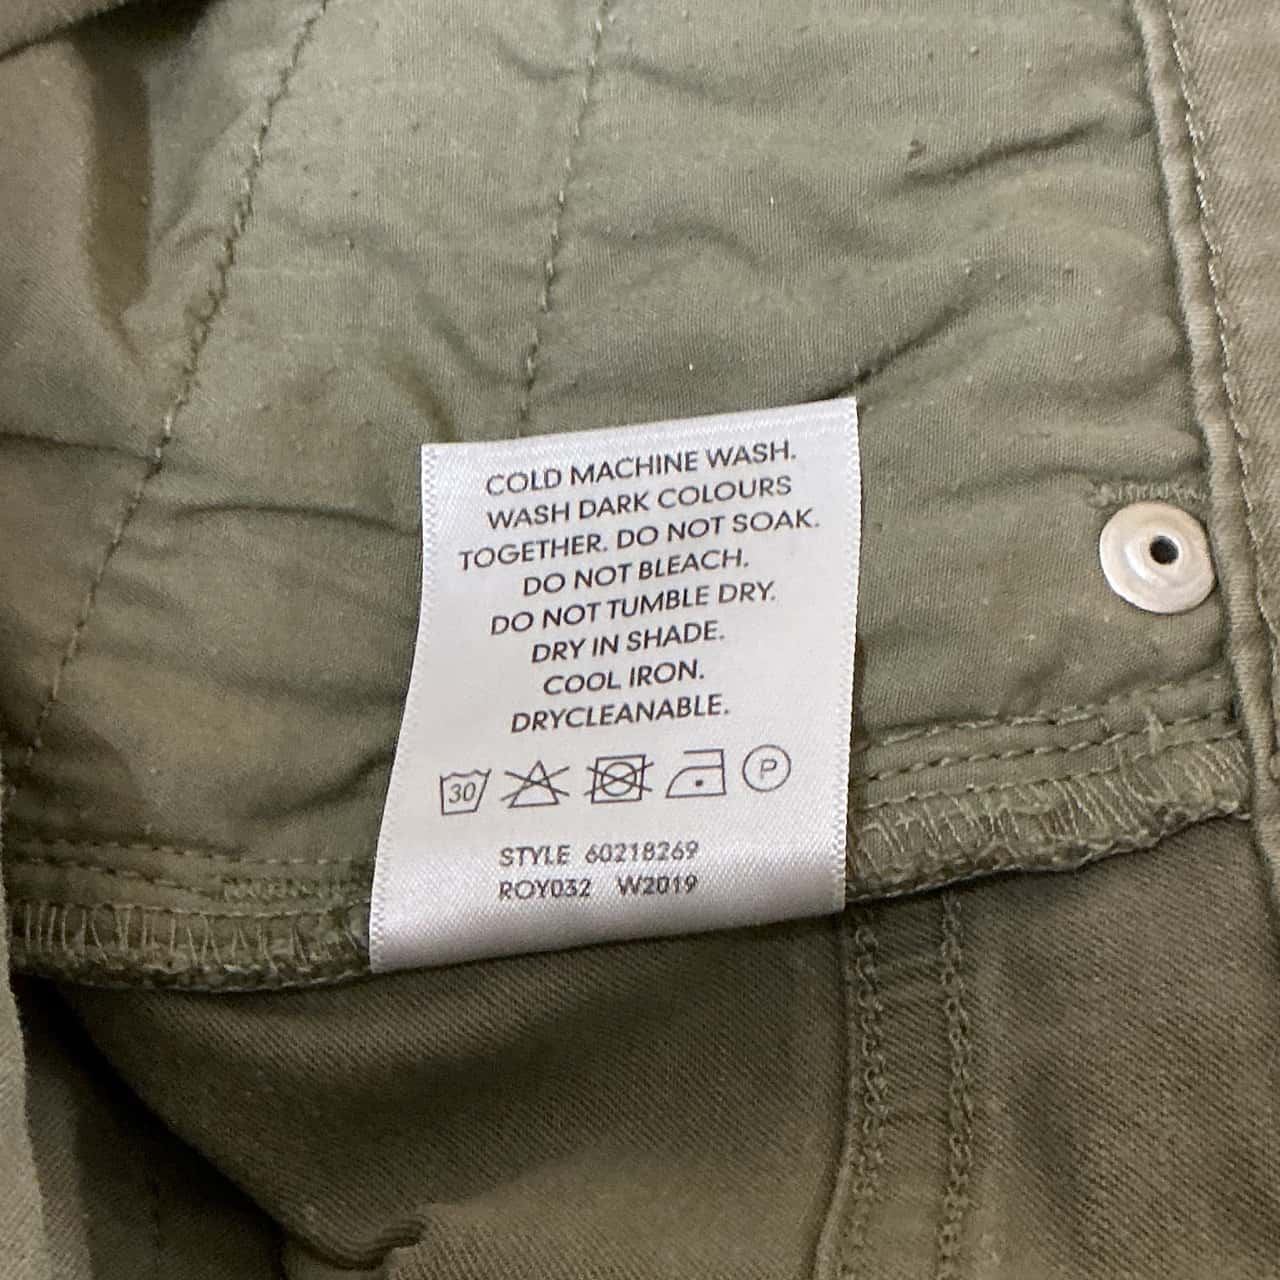 COLD MACHINE WASH.
WASH DARK COLOURS
TOGETHER. DO NOT SOAK.
DO NOT BLEACH.
DO NOT TUMBLE DRY.
DRY IN SHADE.
COOL IRON.
DRYCLEANABLE.
30 P
STYLE 60218269
ROY032 W2019